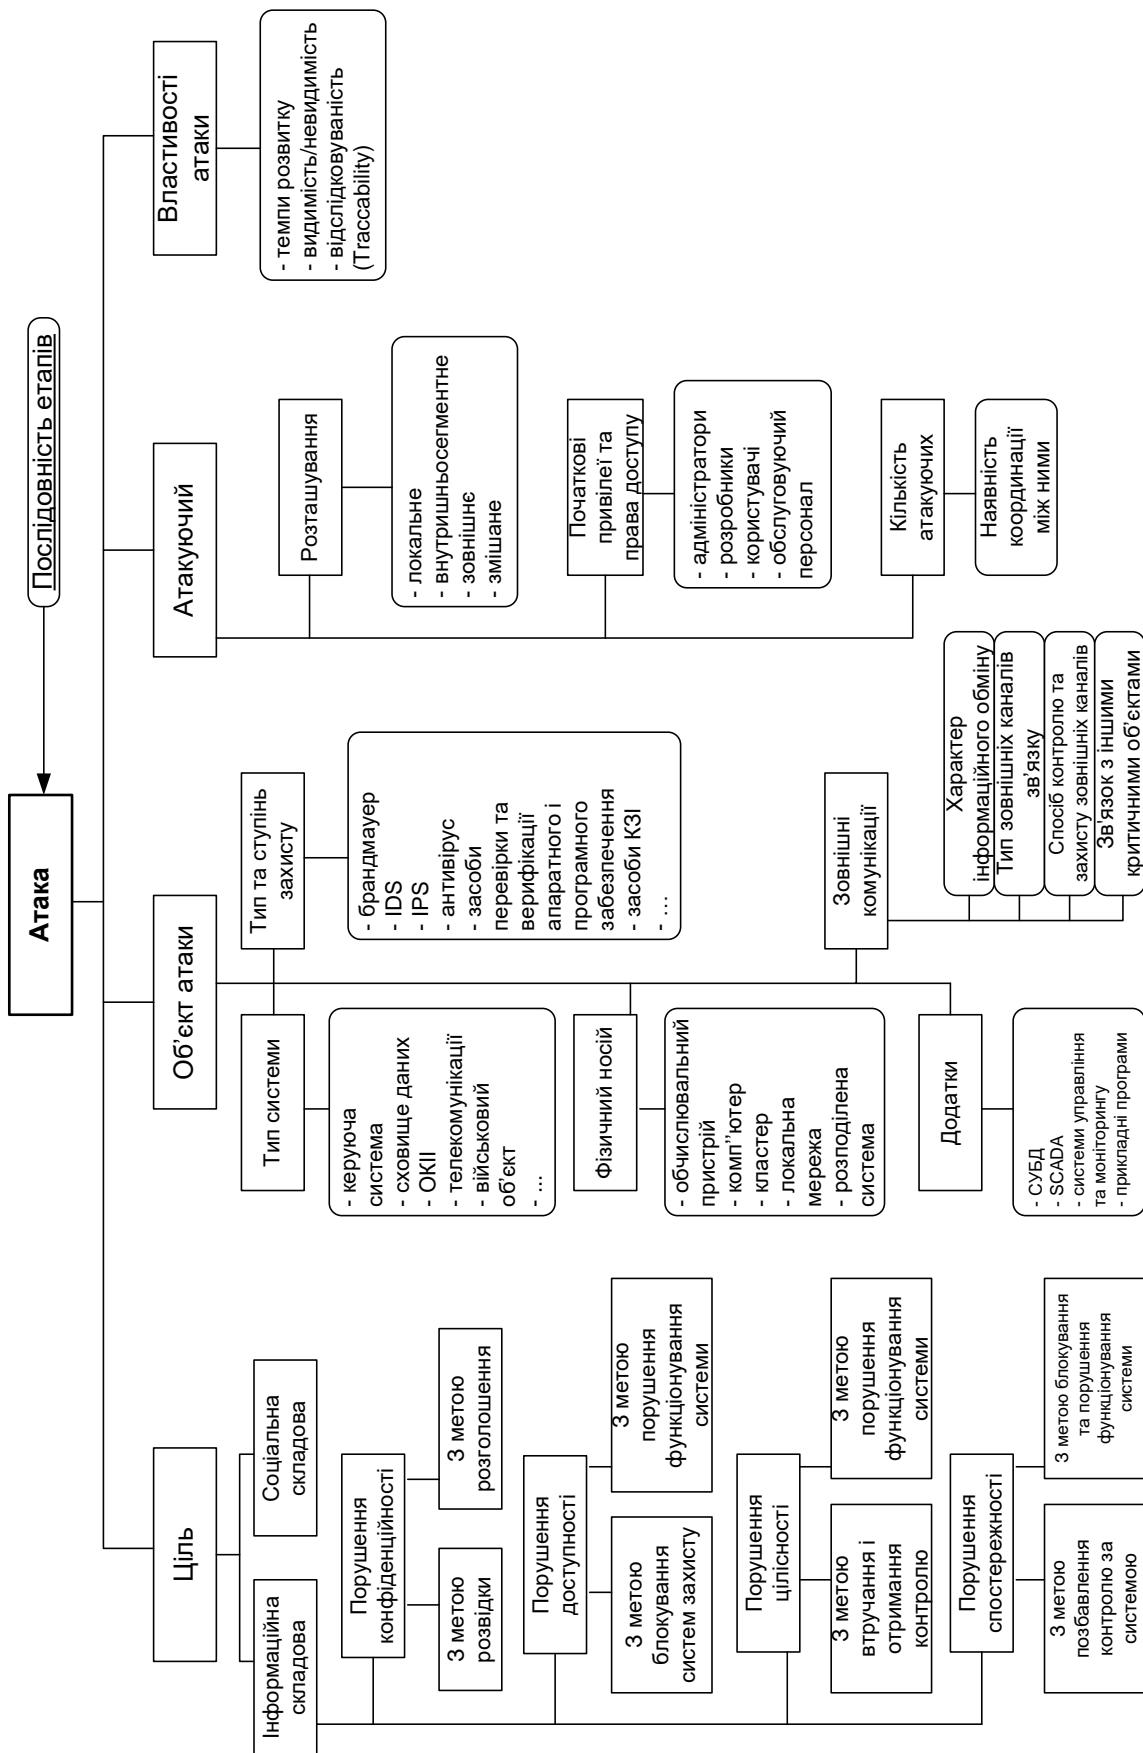 Атака
Послідовність етапів
Ціль
Інформаційна
складова
Соціальна
складова
Порушення
конфіденційності
З метою
розвідки
З метою
розголошення
Порушення
доступності
З метою
блокування
систем захисту
З метою
порушення
функціонування
системи
Порушення
цілісності
З метою
втручання і
отримання
контролю
З метою
порушення
функціонування
системи
Порушення
спостережності
З метою
позбавлення
контролю за
системою
З метою блокування
та порушення
функціонування
системи
Об'єкт атаки
Тип системи
- керуюча
система
- сховище даних
- ОКІІ
- телекомунікації
- військовий
об'єкт
- ...
Тип та ступінь
захисту
- брандмауер
- IDS
- IPS
- антивірус
- засоби
перевірки та
верифікації
апаратного і
програмного
забезпечення
- засоби КЗІ
- ...
Фізичний носій
- обчислювальний
пристрій
- комп"ютер
- кластер
- локальна
мережа
- розподілена
система
Зовнішні
комунікації
Характер
інформаційного обміну
Тип зовнішніх каналів
зв'язку
Спосіб контролю та
захисту зовнішніх каналів
Зв'язок з іншими
критичними об'єктами
Додатки
- СУБД
- SCADA
- системи управління
та моніторингу
- прикладні програми
Атакуючий
Розташування
- локальне
- внутришньосегментне
- зовнішнє
- змішане
Початкові
привілеї та
права доступу
- адміністратори
- розробники
- користувачі
- обслуговуючий
персонал
Кількість
атакуючих
Наявність
координації
між ними
Властивості
атаки
- темпи розвитку
- видимість/невидимість
- відслідковуваність
(Traccability)